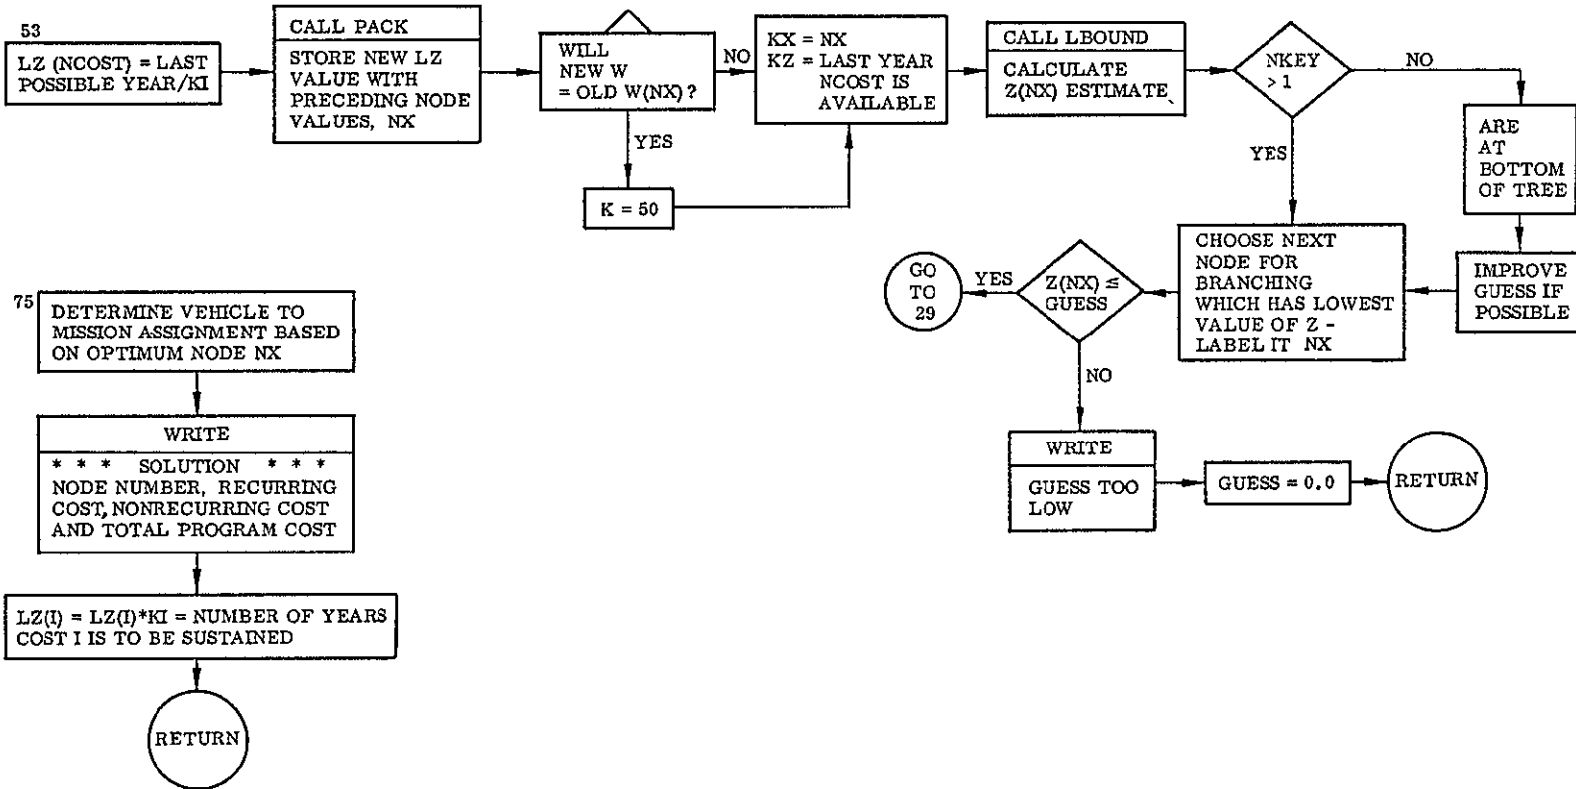 53
LZ (NCOST) = LAST
POSSIBLE YEAR/KI
CALL PACK
STORE NEW LZ
VALUE WITH
PRECEDING NODE
VALUES, NX
WILL
NEW W
= OLD W(NX) ?
NO
YES
K = 50
KX = NX
KZ = LAST YEAR
NCOST IS
AVAILABLE
CALL LBOUND
CALCULATE
Z(NX) ESTIMATE
NKEY
> 1
NO
YES
ARE
AT
BOTTOM
OF TREE
IMPROVE
GUESS IF
POSSIBLE
CHOOSE NEXT
NODE FOR
BRANCHING
WHICH HAS LOWEST
VALUE OF Z -
LABEL IT NX
Z(NX) ≤
GUESS
YES
GO
TO
29
NO
WRITE
GUESS TOO
LOW
GUESS = 0.0
RETURN
75
DETERMINE VEHICLE TO
MISSION ASSIGNMENT BASED
ON OPTIMUM NODE NX
WRITE
* * * SOLUTION * * *
NODE NUMBER, RECURRING
COST, NONRECURRING COST
AND TOTAL PROGRAM COST
LZ(I) = LZ(I)*KI = NUMBER OF YEARS
COST I IS TO BE SUSTAINED
RETURN